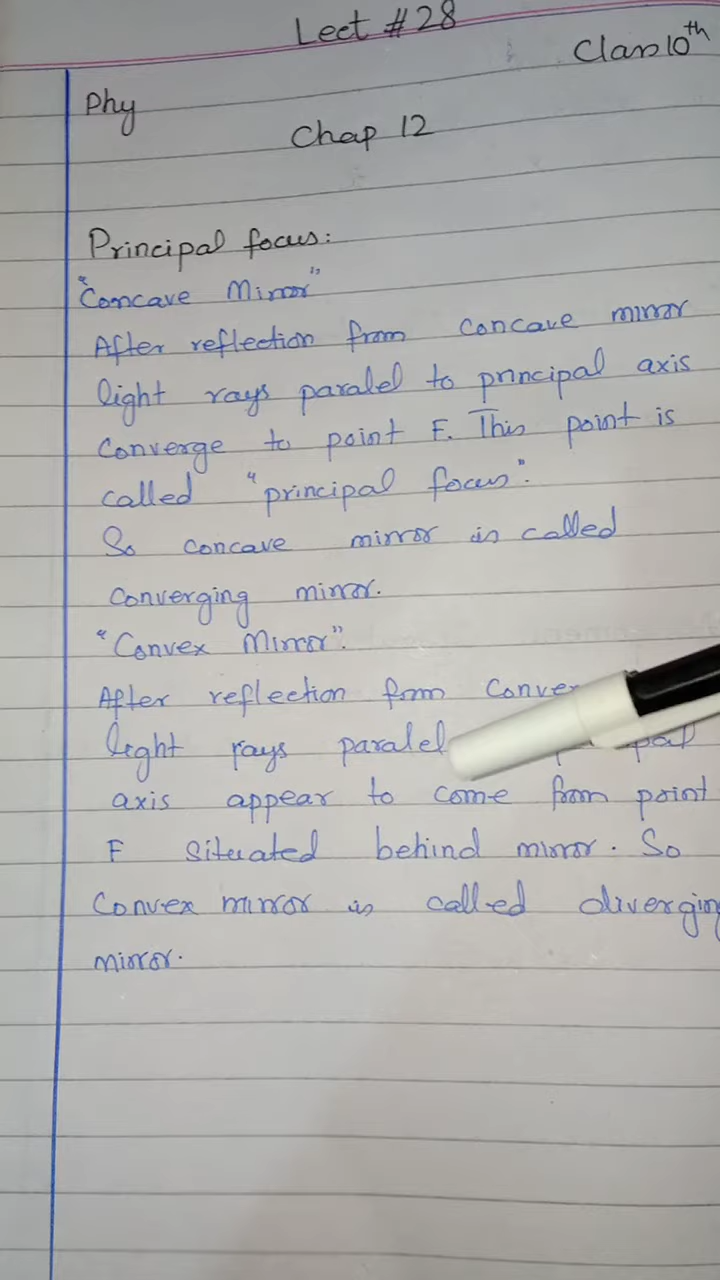 Lect #28
Class 10th
Phy
Chap 12
Principal focus:
"Concave Mirror"
After reflection from concave mirror
light rays paralel to principal axis
converge to point F. This point is
called "principal focus".
So concave mirror is called
converging mirror.
"Convex Mirror".
After reflection from
light rays paralel
axis appear to come from point
F situated behind mirror. So
Convex mirror is called
mirror.